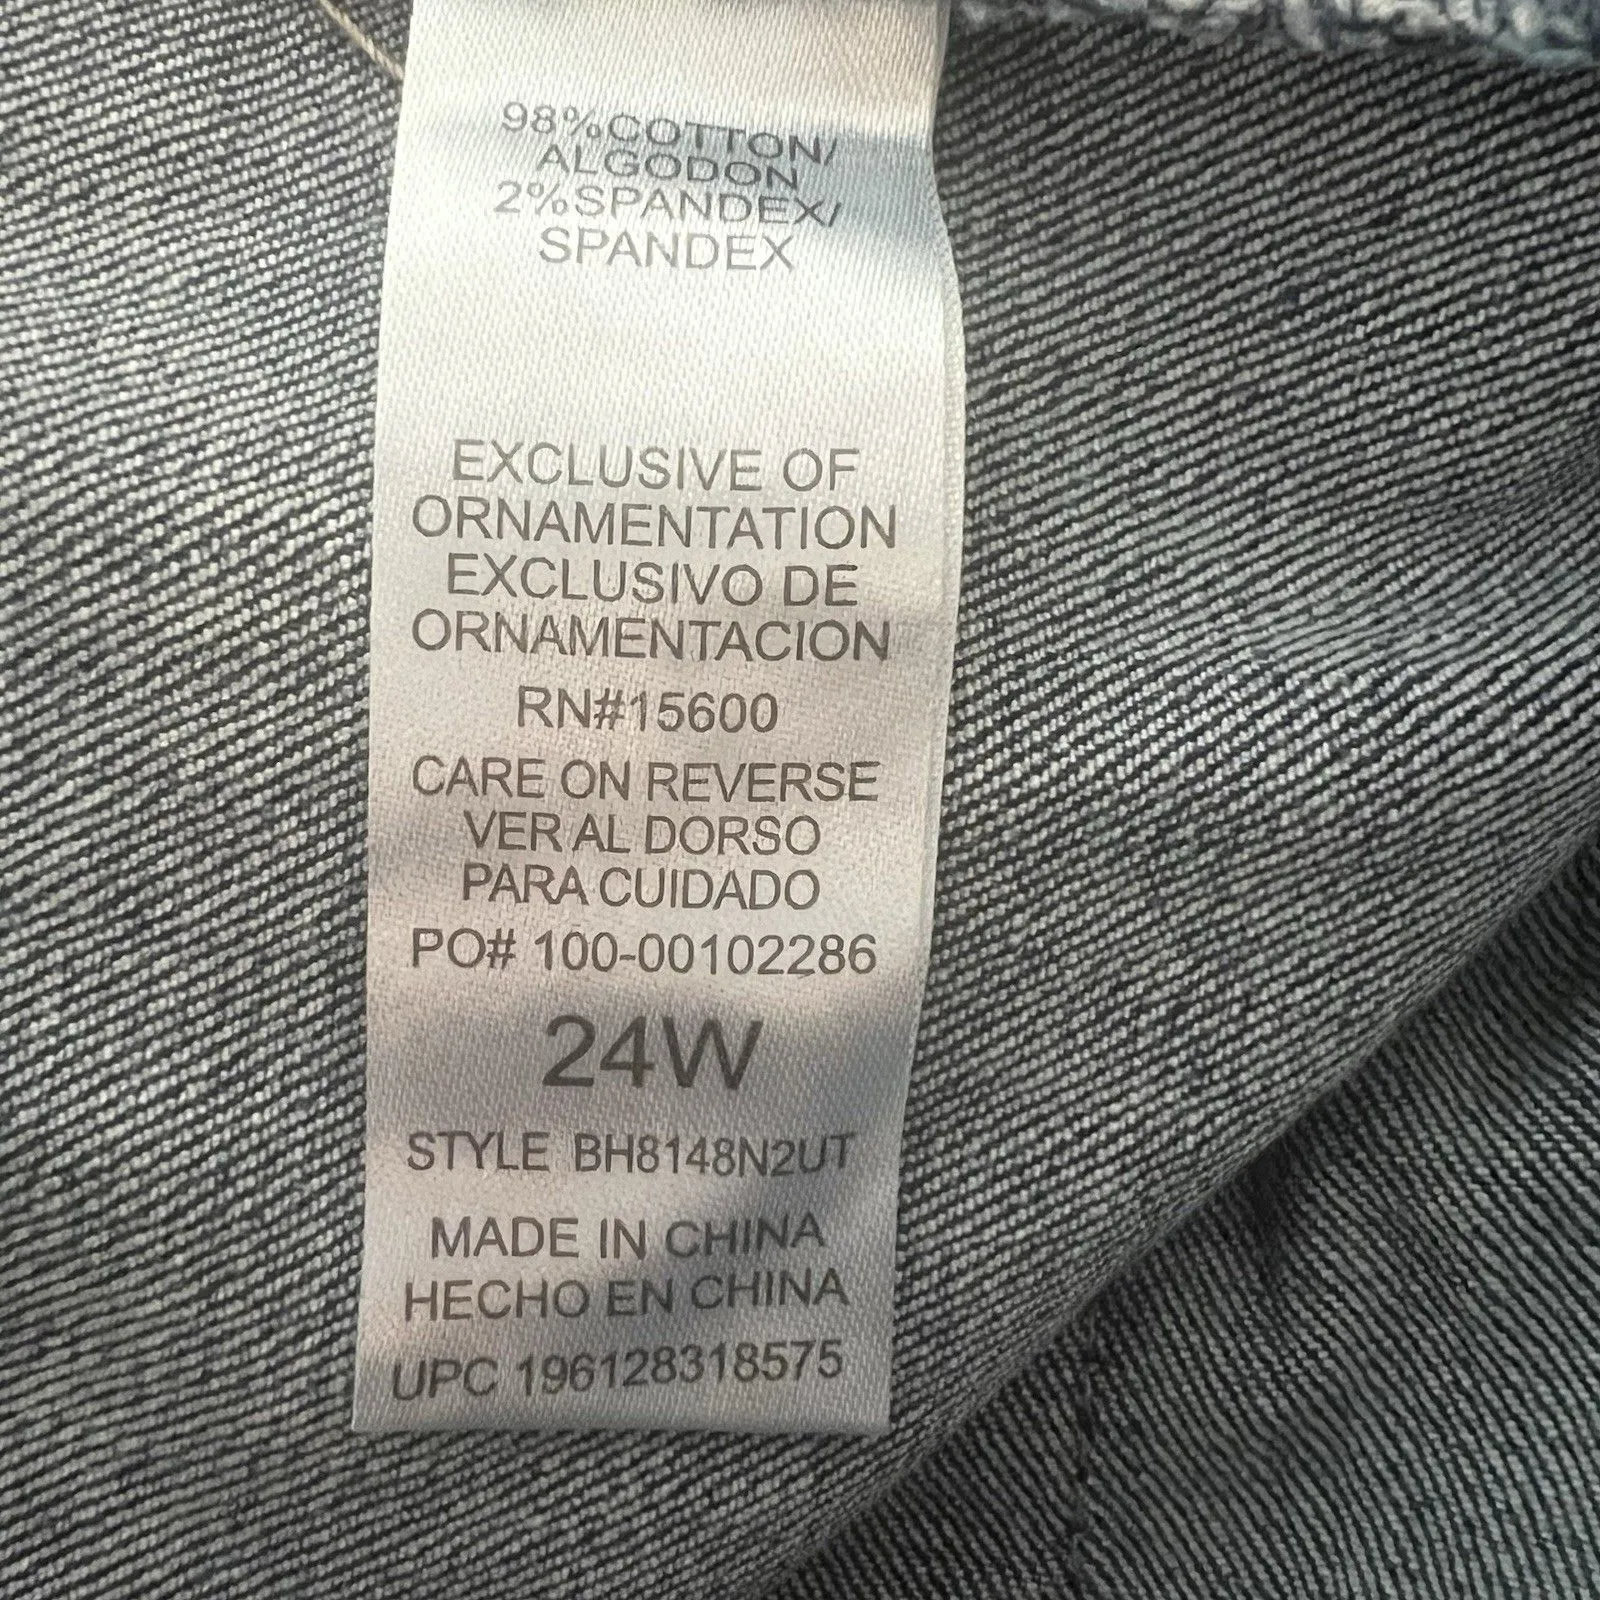 98%COTTON/
ALGODON
2%SPANDEX/
SPANDEX
EXCLUSIVE OF
ORNAMENTATION
EXCLUSIVO DE
ORNAMENTACION
RN#15600
CARE ON REVERSE
VER AL DORSO
PARA CUIDADO
PO# 100-00102286
24W
STYLE BH8148N2UT
MADE IN CHINA
HECHO EN CHINA
UPC 196128318575